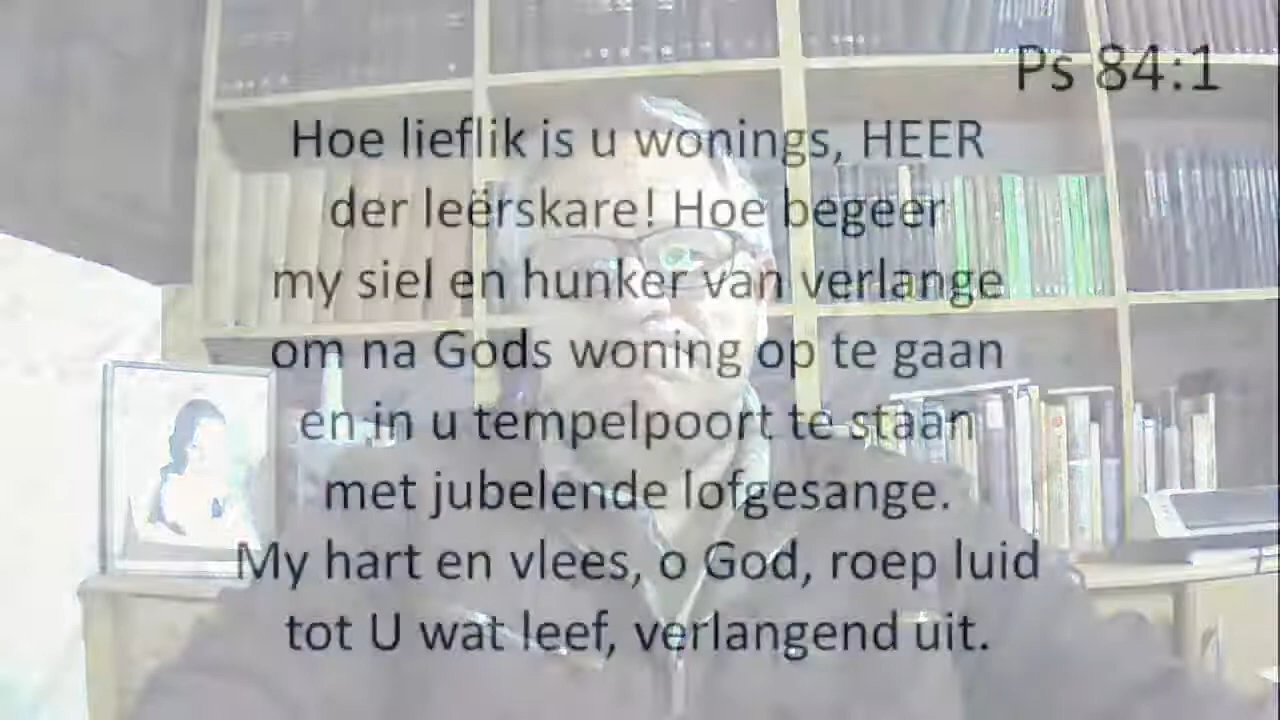 Ps 84:1
Hoe lieflik is u wonings, HEER
der leërskare! Hoe begeer
my siel en hunker van verlange
om na Gods woning op te gaan
en in u tempelpoort te staan
met jubelende lofgesange.
My hart en vlees, o God, roep luid
tot U wat leef, verlangend uit.